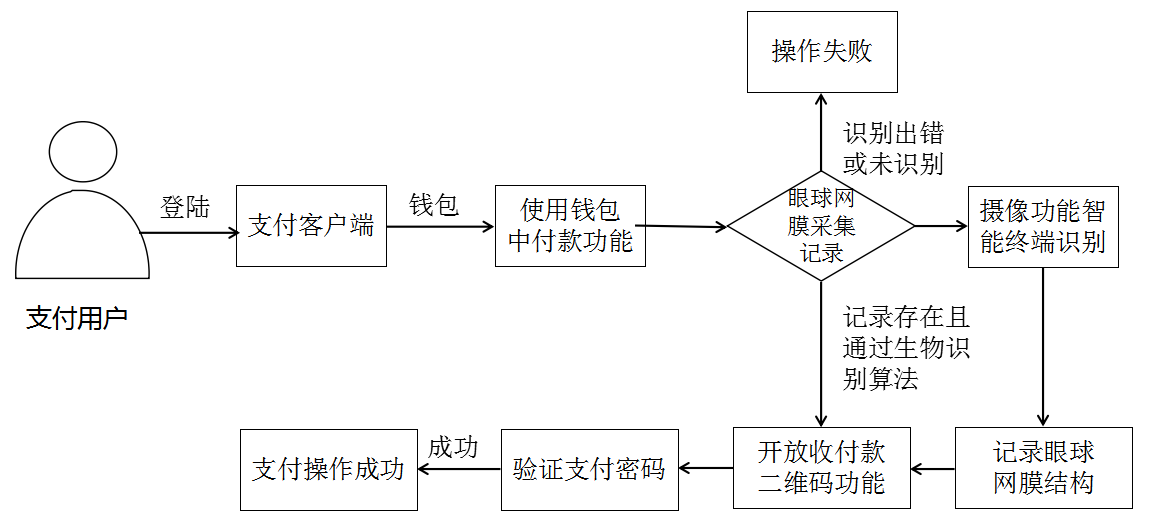 操作失败
识别出错
或未识别
登陆
支付客户端
钱包
使用钱包
中付款功能
眼球网
膜采集
记录
摄像功能智
能终端识别
支付用户
记录存在且
通过生物识
别算法
支付操作成功
成功
验证支付密码
开放收付款
二维码功能
记录眼球
网膜结构